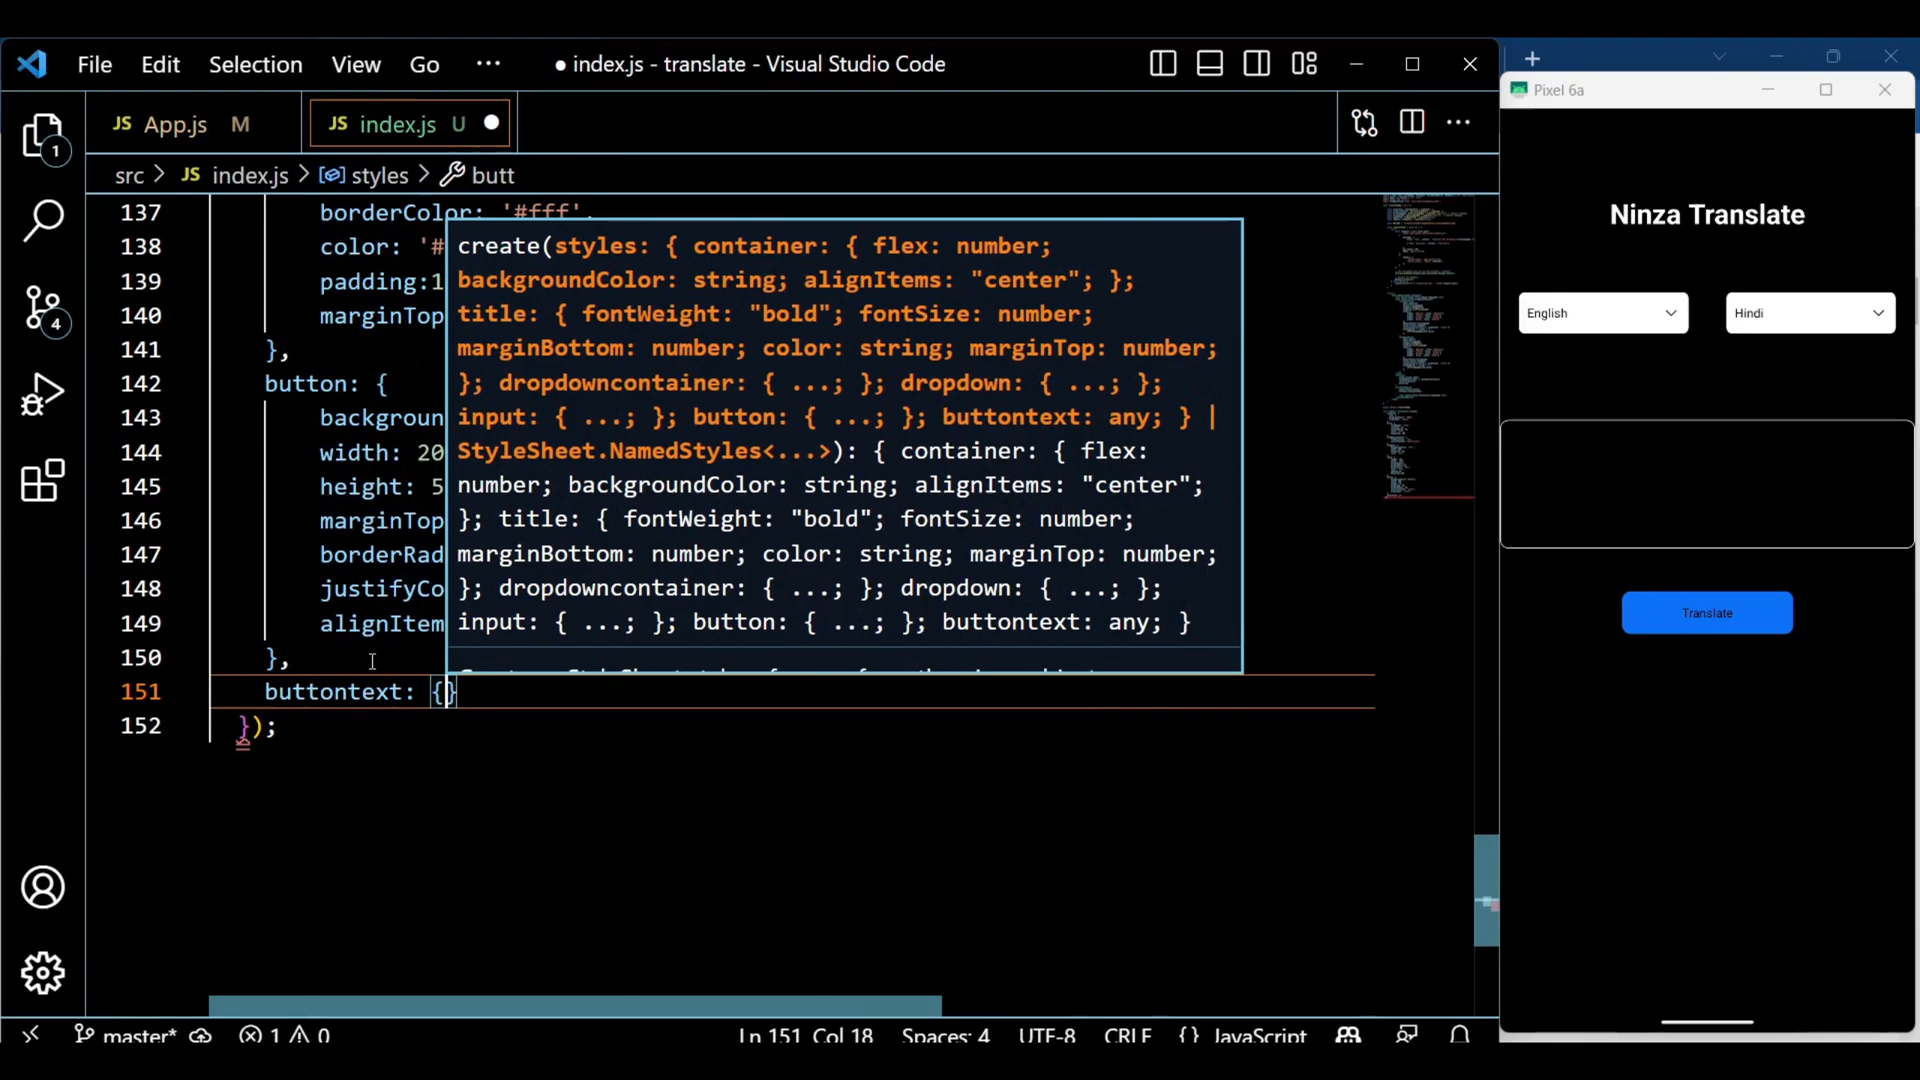 File Edit Selection View Go ··· ● index.js - translate - Visual Studio Code
JS App.js M JS index.js U
src > JS index.js > styles > butt
137 borderColor: '#fff',
138 color: '#
139 padding:1
140 marginTop
141 },
142 button: {
143 backgroun
144 width: 20
145 height: 5
146 marginTop
147 borderRad
148 justifyCo
149 alignItem
150 },
151 buttontext: {}
152 });
create(styles: { container: { flex: number;
backgroundColor: string; alignItems: "center"; };
title: { fontWeight: "bold"; fontSize: number;
marginBottom: number; color: string; marginTop: number;
}; dropdowncontainer: { ...; }; dropdown: { ...; };
input: { ...; }; button: { ...; }; buttontext: any; } |
StyleSheet.NamedStyles<...>): { container: { flex:
number; backgroundColor: string; alignItems: "center";
}; title: { fontWeight: "bold"; fontSize: number;
marginBottom: number; color: string; marginTop: number;
}; dropdowncontainer: { ...; }; dropdown: { ...; };
input: { ...; }; button: { ...; }; buttontext: any; }
1
4
master* 1 0 Ln 151 Col 18 Spaces: 4 UTF-8 CRLF {} JavaScript
Pixel 6a
Ninza Translate
English Hindi
Translate